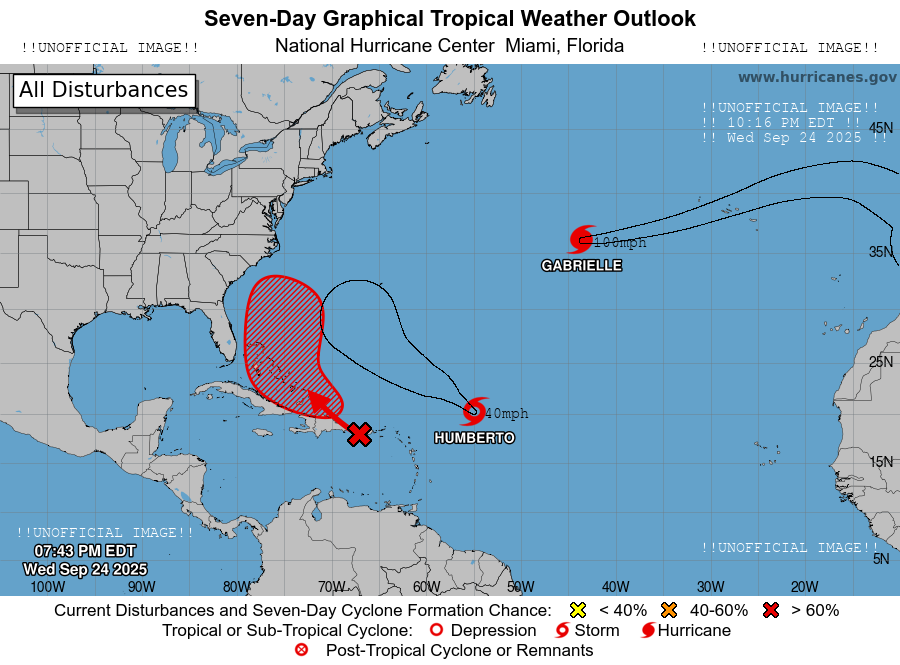 Seven-Day Graphical Tropical Weather Outlook
!!UNOFFICIAL IMAGE!! National Hurricane Center Miami, Florida !!UNOFFICIAL IMAGE!!
All Disturbances
www.hurricanes.gov
!!UNOFFICIAL IMAGE!!
!! 10:16 PM EDT !!
!! Wed Sep 24 2025 !!
45N
100mph
35N
GABRIELLE
25N
40mph
HUMBERTO
15N
!!UNOFFICIAL IMAGE!!
!!UNOFFICIAL IMAGE!!
07:43 PM EDT
5N
Wed Sep 24 2025
100W 90W 80W 70W 60W 50W 40W 30W 20W
Current Disturbances and Seven-Day Cyclone Formation Chance: < 40% 40-60% > 60%
Tropical or Sub-Tropical Cyclone: Depression Storm Hurricane
Post-Tropical Cyclone or Remnants